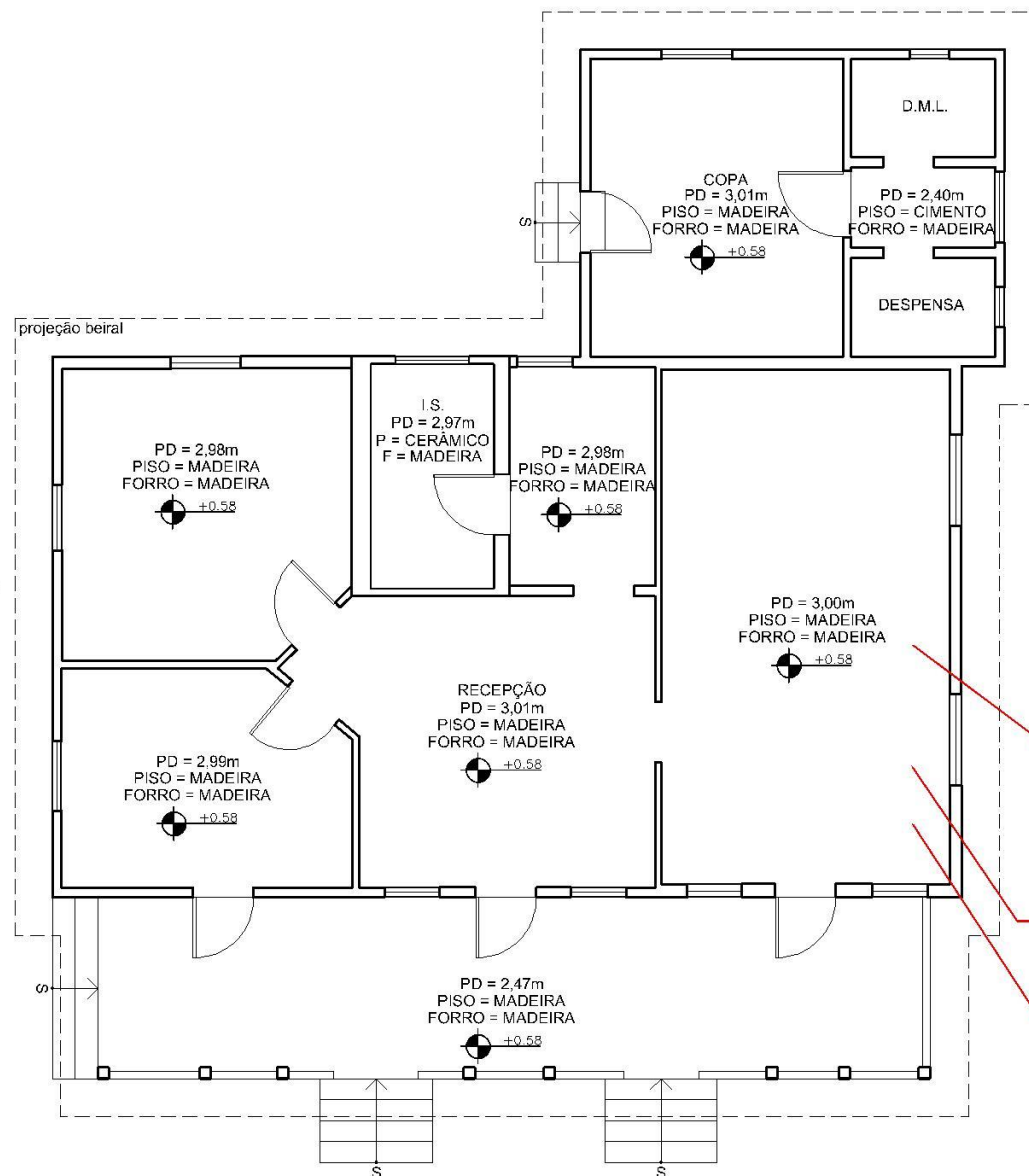 D.M.L.
COPA
PD = 3,01m
PISO = MADEIRA
FORRO = MADEIRA
+0.58
PD = 2,40m
PISO = CIMENTO
FORRO = MADEIRA
S
DESPENSA
projeção beiral
I.S.
PD = 2,97m
P = CERÂMICO
F = MADEIRA
PD = 2,98m
PISO = MADEIRA
FORRO = MADEIRA
+0.58
PD = 2,98m
PISO = MADEIRA
FORRO = MADEIRA
+0.58
PD = 3,00m
PISO = MADEIRA
FORRO = MADEIRA
+0.58
RECEPÇÃO
PD = 3,01m
PISO = MADEIRA
FORRO = MADEIRA
+0.58
PD = 2,99m
PISO = MADEIRA
FORRO = MADEIRA
+0.58
S
PD = 2,47m
PISO = MADEIRA
FORRO = MADEIRA
+0.58
S
S